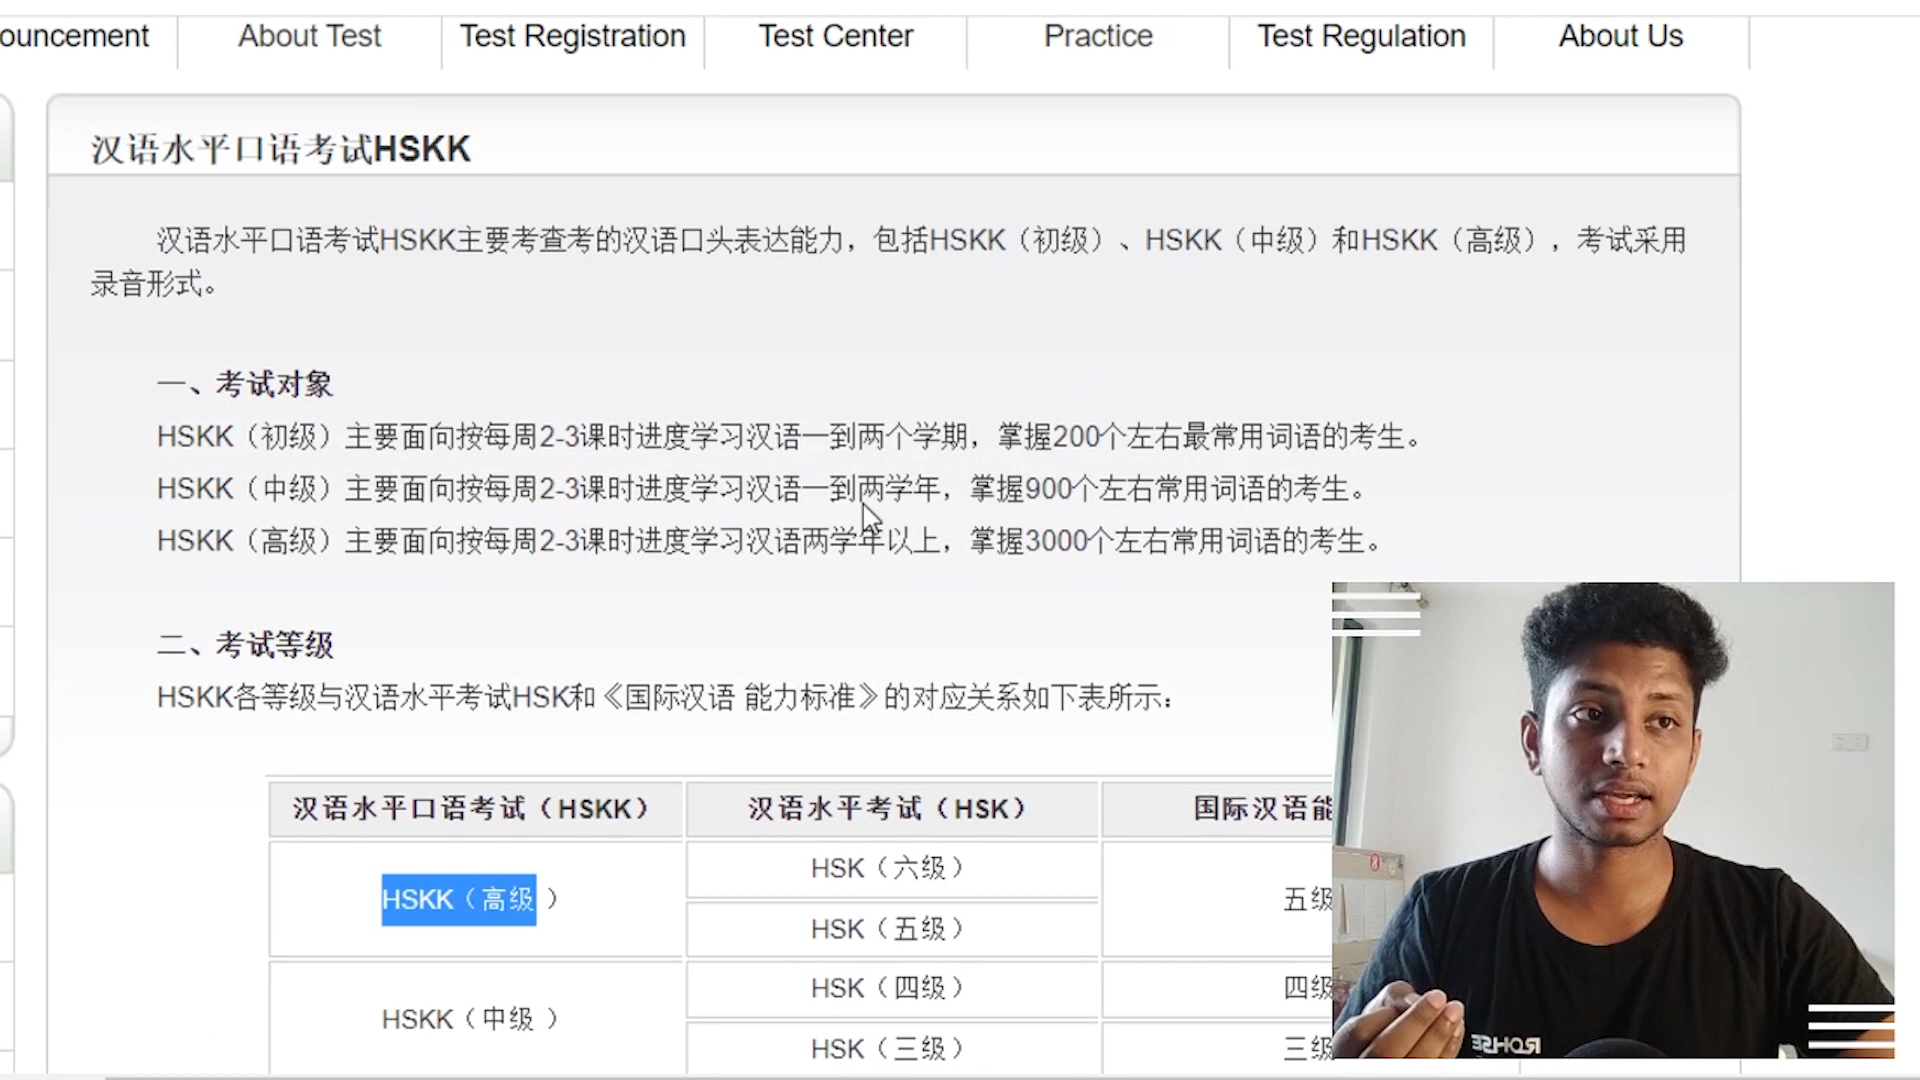 ouncement
About Test
Test Registration
Test Center
Practice
Test Regulation
About Us
汉语水平口语考试HSKK
汉语水平口语考试HSKK主要考查考的汉语口头表达能力，包括HSKK（初级）、HSKK（中级）和HSKK（高级），考试采用
录音形式。
一、考试对象
HSKK（初级）主要面向按每周2-3课时进度学习汉语一到两个学期，掌握200个左右最常用词语的考生。
HSKK（中级）主要面向按每周2-3课时进度学习汉语一到两学年，掌握900个左右常用词语的考生。
HSKK（高级）主要面向按每周2-3课时进度学习汉语两学年以上，掌握3000个左右常用词语的考生。
二、考试等级
HSKK各等级与汉语水平考试HSK和《国际汉语 能力标准》的对应关系如下表所示：
汉语水平口语考试（HSKK）
汉语水平考试（HSK）
国际汉语能
HSKK（高级 ）
HSK（六级）
五级
HSK（五级）
HSKK（中级 ）
HSK（四级）
四级
HSK（三级）
三级